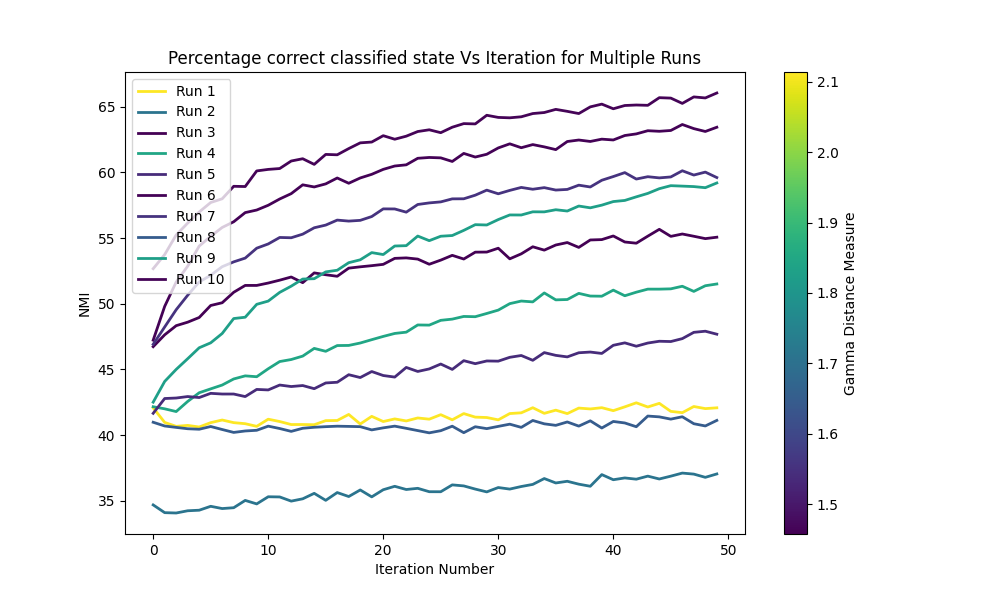 Percentage correct classified state Vs Iteration for Multiple Runs
Run 1
Run 2
Run 3
Run 4
Run 5
Run 6
Run 7
Run 8
Run 9
Run 10
65
60
55
50
45
40
35
NMI
0 10 20 30 40 50
Iteration Number
2.1
2.0
1.9
1.8
1.7
1.6
1.5
Gamma Distance Measure